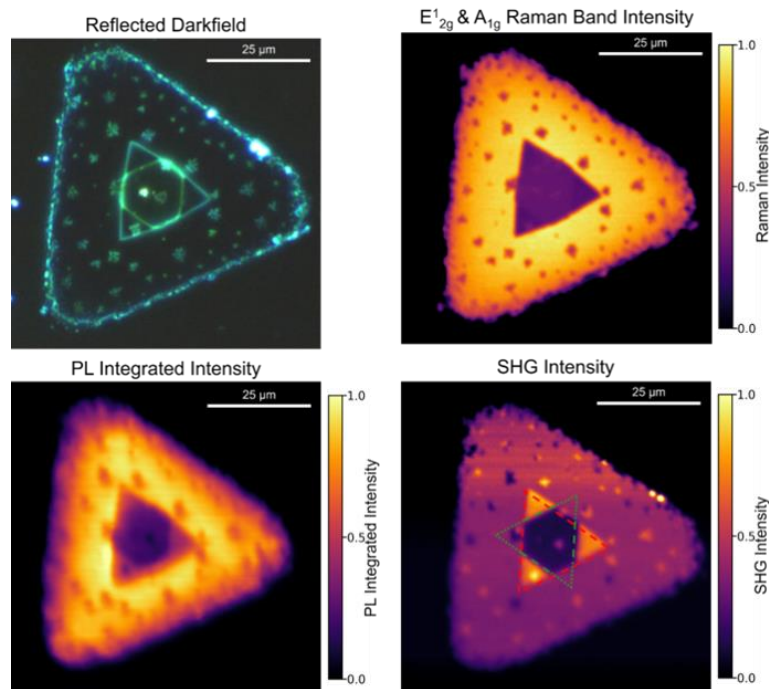 Reflected Darkfield
25 µm
E¹₂g & A₁g Raman Band Intensity
25 µm
1.0
0.5
0.0
Raman Intensity
PL Integrated Intensity
25 µm
1.0
0.5
0.0
PL Integrated Intensity
SHG Intensity
25 µm
1.0
0.5
0.0
SHG Intensity